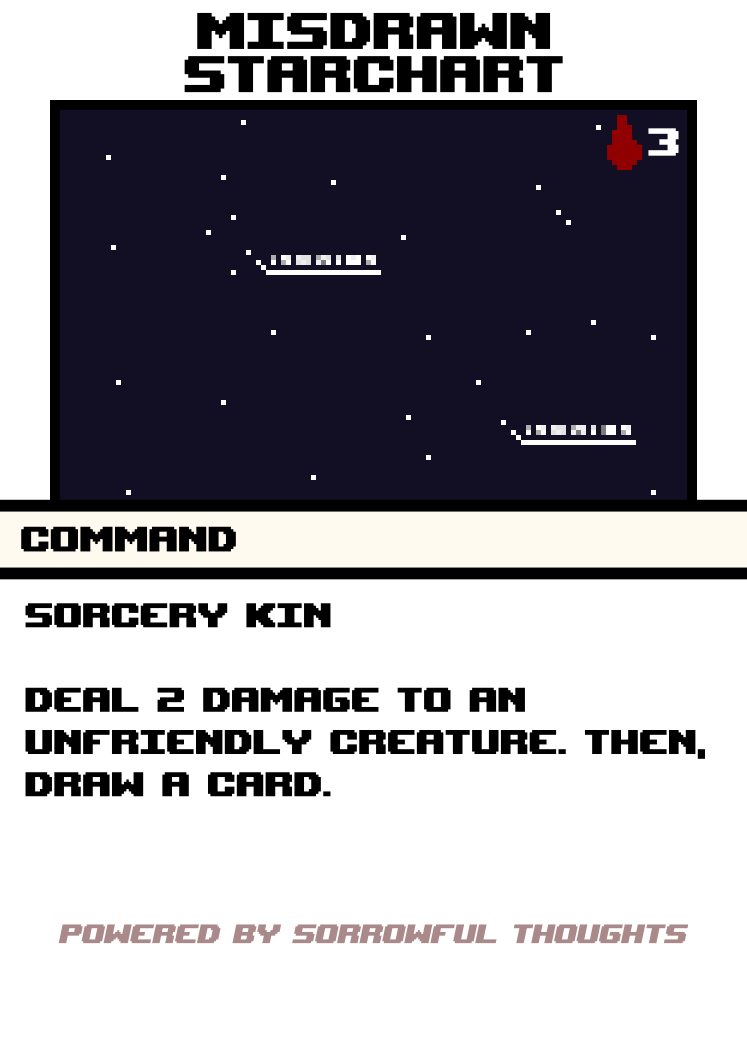 MISDRAWN
STARCHART
3
COMMAND
SORCERY KIN
DEAL 2 DAMAGE TO AN
UNFRIENDLY CREATURE. THEN,
DRAW A CARD.
POWERED BY SORROWFUL THOUGHTS